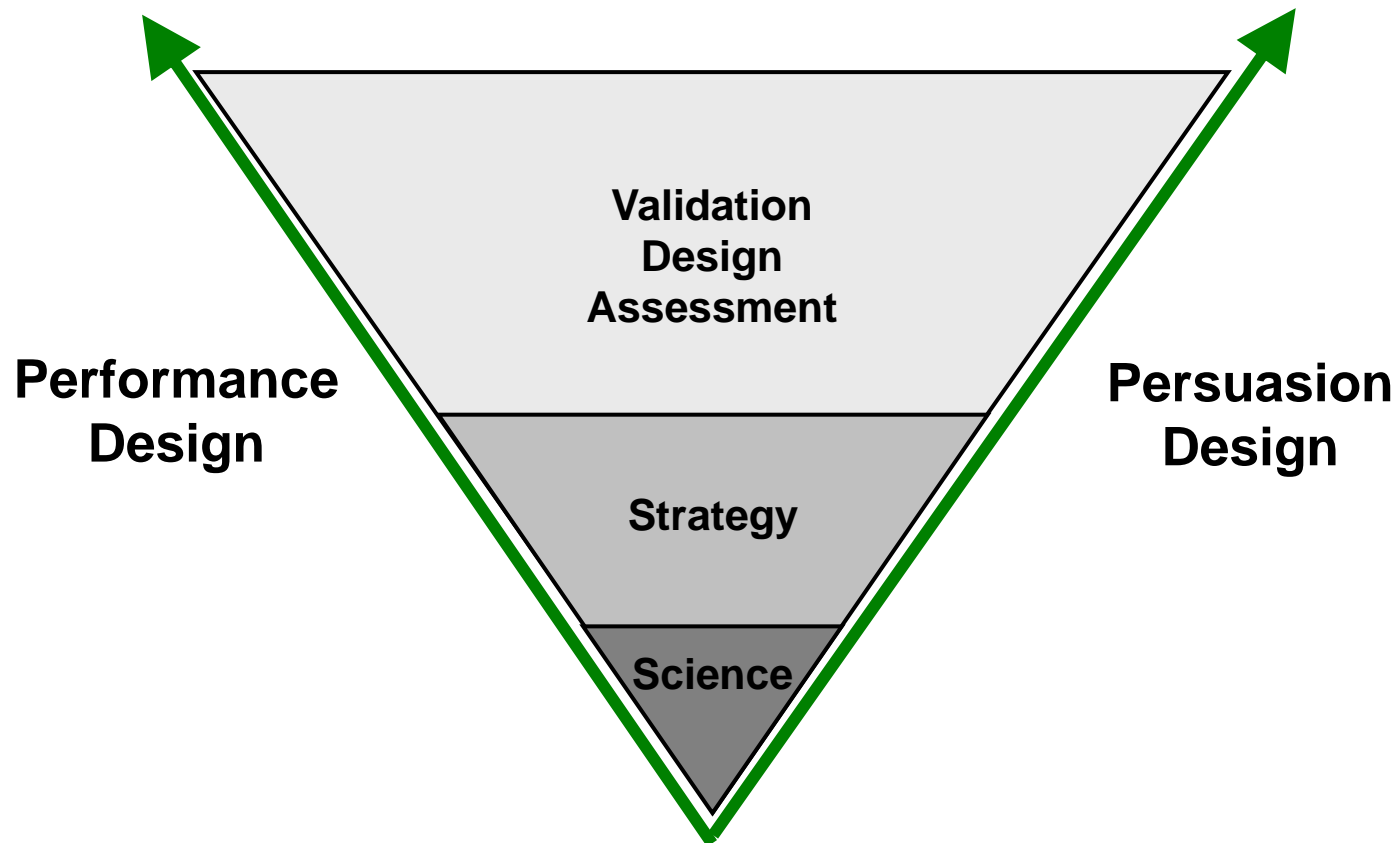 Validation
Design
Assessment
Performance
Design
Persuasion
Design
Strategy
Science